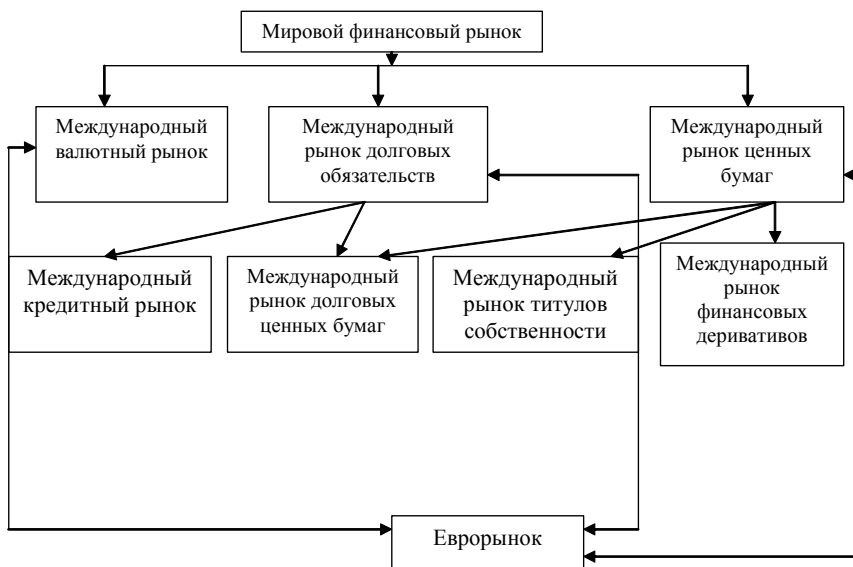 Мировой финансовый рынок
Международный
валютный рынок
Международный
рынок долговых
обязательств
Международный
рынок ценных
бумаг
Международный
кредитный рынок
Международный
рынок долговых
ценных бумаг
Международный
рынок титулов
собственности
Международный
рынок
финансовых
деривативов
Еврорынок